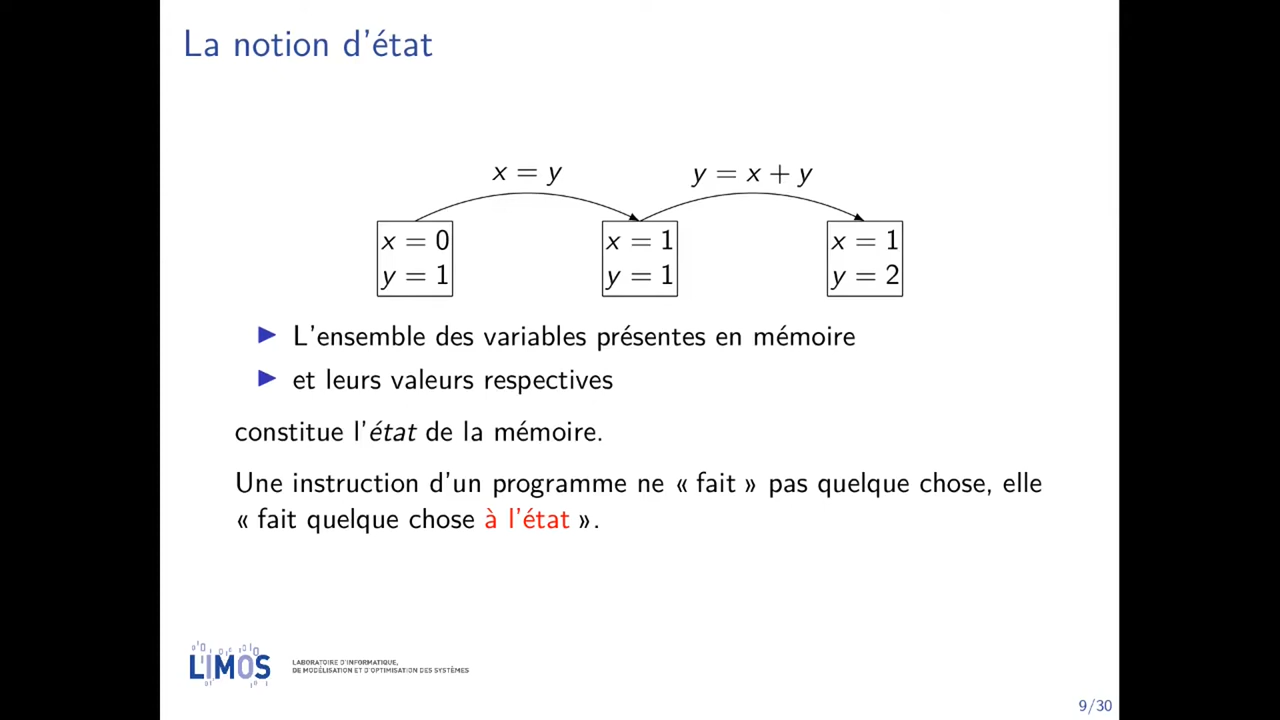 La notion d'état
x = y
y = x + y
x = 0
y = 1
x = 1
y = 1
x = 1
y = 2
▶ L'ensemble des variables présentes en mémoire
▶ et leurs valeurs respectives
constitue l'état de la mémoire.
Une instruction d'un programme ne « fait » pas quelque chose, elle
« fait quelque chose à l'état ».
LIMOS
LABORATOIRE D'INFORMATIQUE,
DE MODÉLISATION ET D'OPTIMISATION DES SYSTÈMES
9/30